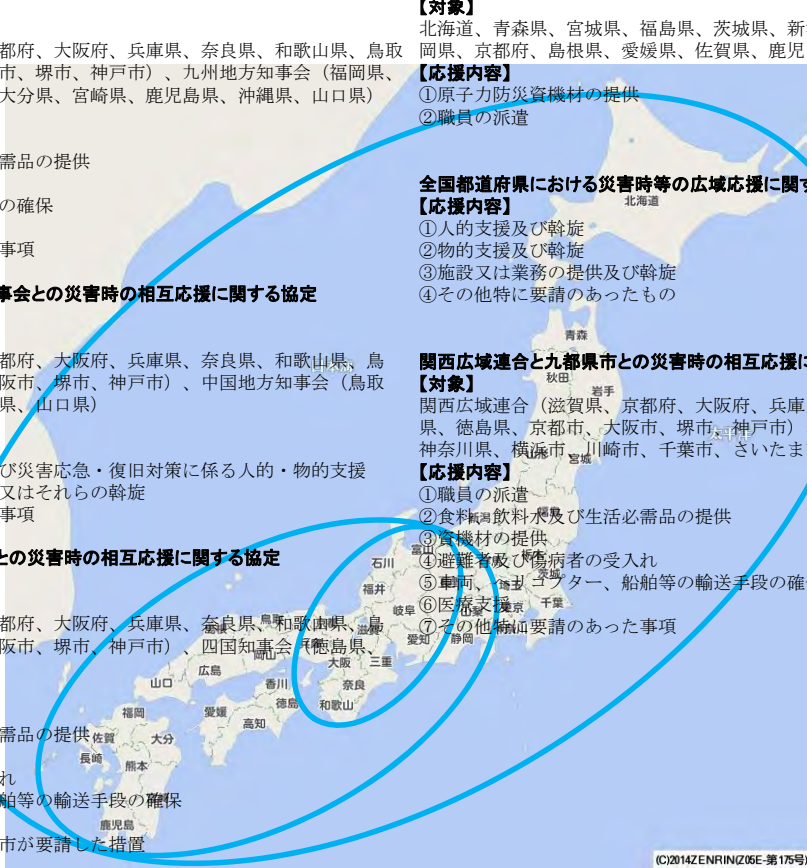 都府、大阪府、兵庫県、奈良県、和歌山県、鳥取
市、堺市、神戸市）、九州地方知事会（福岡県、
大分県、宮崎県、鹿児島県、沖縄県、山口県）
需品の提供
の確保
事項
事会との災害時の相互応援に関する協定
都府、大阪府、兵庫県、奈良県、和歌山県、鳥
阪市、堺市、神戸市）、中国地方知事会（鳥取
県、山口県）
び災害応急・復旧対策に係る人的・物的支援
又はそれらの斡旋
事項
との災害時の相互応援に関する協定
都府、大阪府、兵庫県、奈良県、和歌山県、鳥
阪市、堺市、神戸市）、四国知事会（徳島県、
需品の提供
れ
舶等の輸送手段の確保
市が要請した措置
【対象】
北海道、青森県、宮城県、福島県、茨城県、新
岡県、京都府、島根県、愛媛県、佐賀県、鹿児
【応援内容】
①原子力防災資機材の提供
②職員の派遣
全国都道府県における災害時等の広域応援に関す
【応援内容】
①人的支援及び斡旋
②物的支援及び斡旋
③施設又は業務の提供及び斡旋
④その他特に要請のあったもの
関西広域連合と九都県市との災害時の相互応援に
【対象】
関西広域連合（滋賀県、京都府、大阪府、兵庫
県、徳島県、京都市、大阪市、堺市、神戸市）
神奈川県、横浜市、川崎市、千葉市、さいたま
【応援内容】
①職員の派遣
②食料、飲料水及び生活必需品の提供
③資機材の提供
④避難者及び傷病者の受入れ
⑤車両、ヘリコプター、船舶等の輸送手段の確
⑥医療支援
⑦その他特に要請のあった事項
北海道
青森
秋田
岩手
宮城
新潟
富山
石川
福井
茨城
千葉
岐阜
愛知
静岡
三重
大阪
奈良
和歌山
岡山
広島
山口
香川
徳島
愛媛
高知
福岡
佐賀
大分
長崎
熊本
鹿児島
(C)2014ZENRIN(Z05E-第175号)